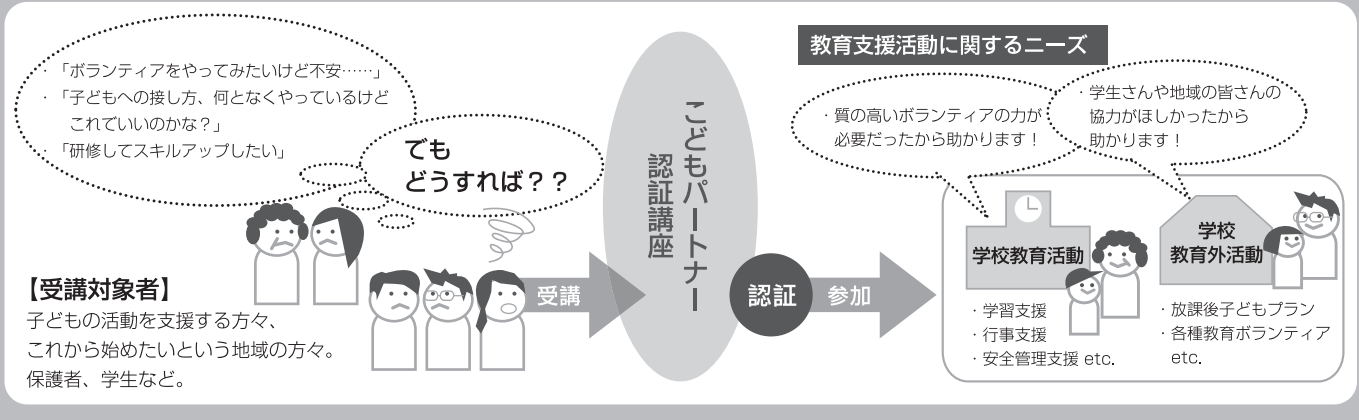 ・「ボランティアをやってみたいけど不安……」
・「子どもへの接し方、何となくやっているけど
これでいいのかな？」
・「研修してスキルアップしたい」
でも
どうすれば？？
【受講対象者】
子どもの活動を支援する方々、
これから始めたいという地域の方々。
保護者、学生など。
受講
こどもパートナー
認証講座
認証
参加
教育支援活動に関するニーズ
・質の高いボランティアの力が
必要だったから助かります！
・学生さんや地域の皆さんの
協力がほしかったから
助かります！
学校教育活動
・学習支援
・行事支援
・安全管理支援 etc.
学校
教育外活動
・放課後子どもプラン
・各種教育ボランティア
etc.